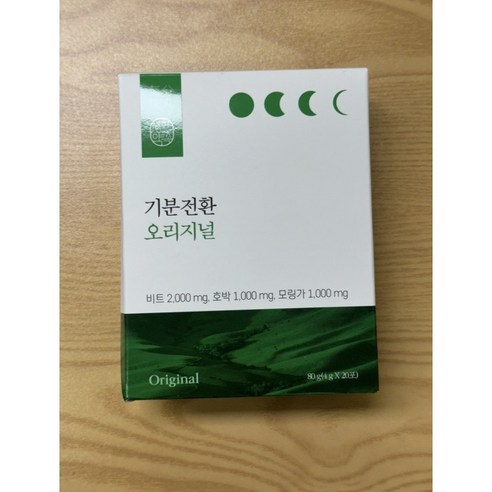 기분전환
오리지널
비트 2,000 mg, 호박 1,000 mg, 모링가 1,000 mg
Original
80 g(4 g X 20포)